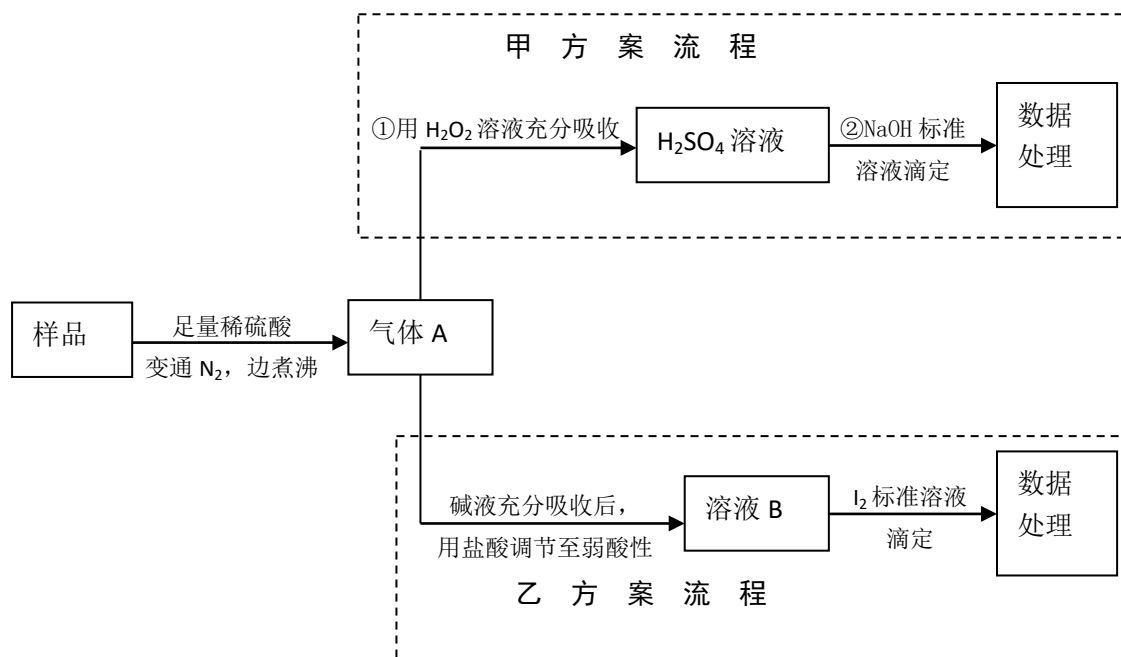 甲 方 案 流 程
①用 H₂O₂ 溶液充分吸收
H₂SO₄ 溶液
②NaOH 标准
溶液滴定
数据
处理
样品
足量稀硫酸
变通 N₂，边煮沸
气体 A
碱液充分吸收后，
用盐酸调节至弱酸性
溶液 B
I₂ 标准溶液
滴定
数据
处理
乙 方 案 流 程